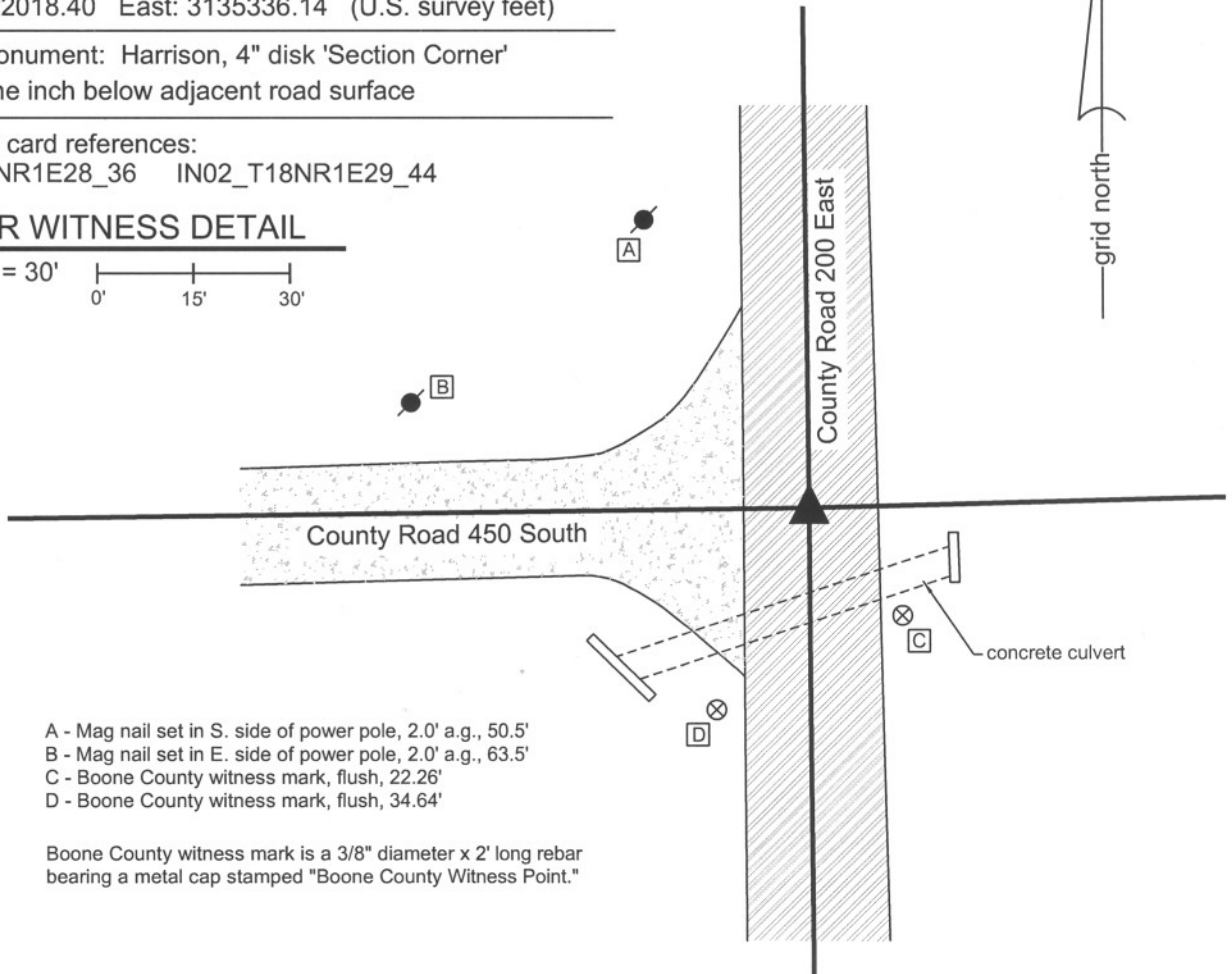 2018.40 East: 3135336.14 (U.S. survey feet)
onument: Harrison, 4" disk 'Section Corner'
ne inch below adjacent road surface
card references:
NR1E28_36 IN02_T18NR1E29_44
R WITNESS DETAIL
= 30'
0' 15' 30'
A
B
County Road 200 East
grid north
County Road 450 South
C
concrete culvert
D
A - Mag nail set in S. side of power pole, 2.0' a.g., 50.5'
B - Mag nail set in E. side of power pole, 2.0' a.g., 63.5'
C - Boone County witness mark, flush, 22.26'
D - Boone County witness mark, flush, 34.64'
Boone County witness mark is a 3/8" diameter x 2' long rebar
bearing a metal cap stamped "Boone County Witness Point."